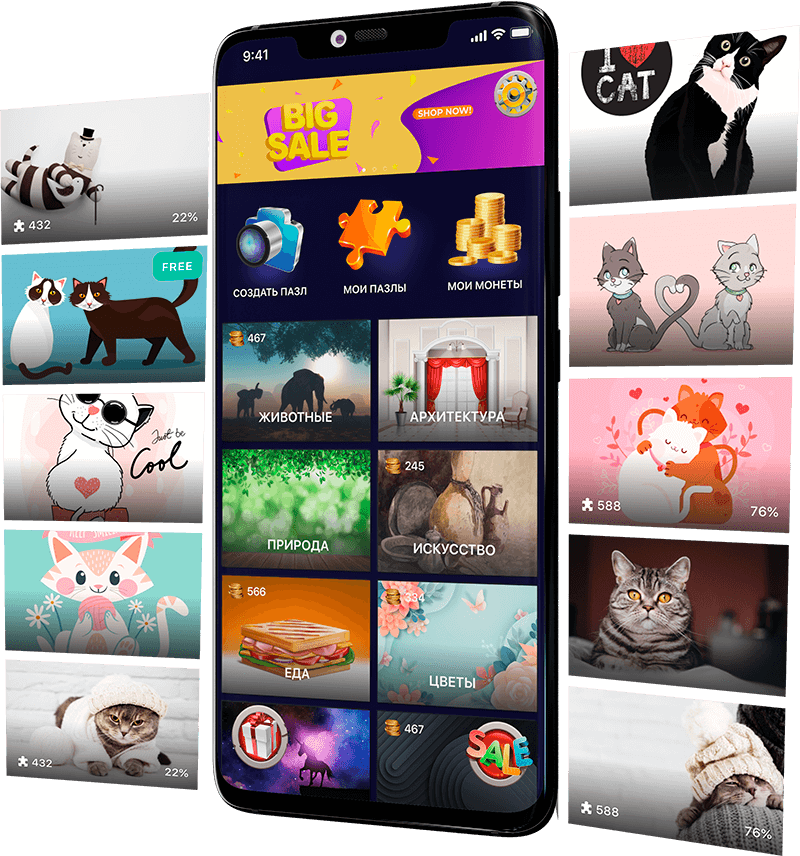 432
22%
FREE
Just be
Cool
432
22%
9:41
BIG
SALE
SHOP NOW!
СОЗДАТЬ ПАЗЛ
МОИ ПАЗЛЫ
МОИ МОНЕТЫ
467
ЖИВОТНЫЕ
АРХИТЕКТУРА
ПРИРОДА
245
ИСКУССТВО
566
ЕДА
334
ЦВЕТЫ
467
SALE
I
CAT
588
76%
588
76%